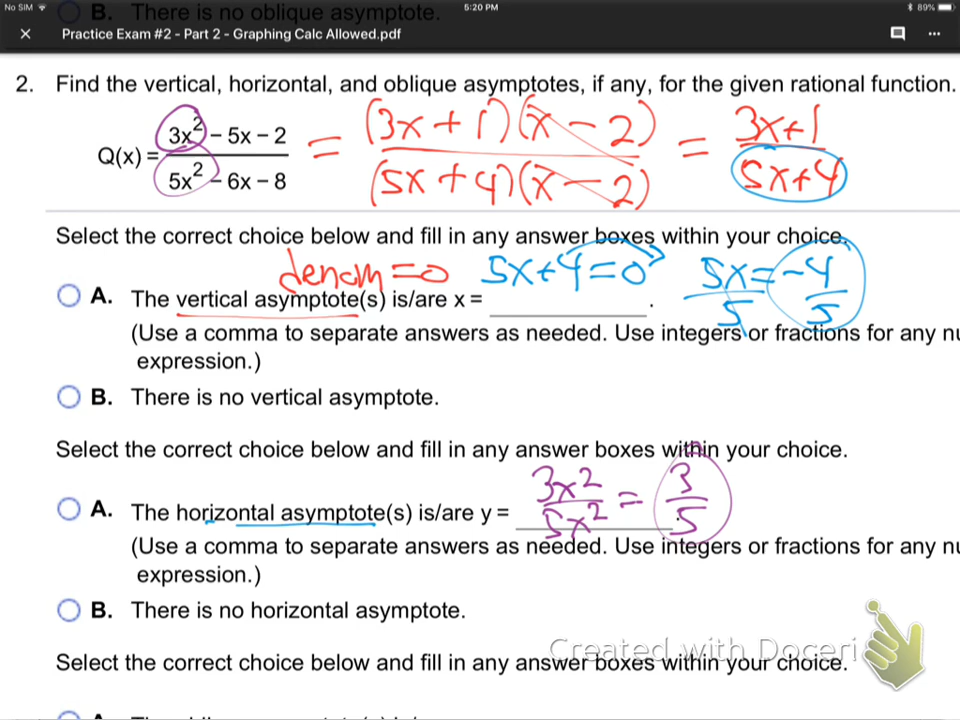 No SIM 5:20 PM 89%
B. There is no oblique asymptote.
× Practice Exam #2 - Part 2 - Graphing Calc Allowed.pdf ...
2. Find the vertical, horizontal, and oblique asymptotes, if any, for the given rational function.
Q(x) = (3x² − 5x − 2)/(5x² − 6x − 8) = (3x+1)(x−2)/(5x+4)(x−2) = 3x+1/5x+4
Select the correct choice below and fill in any answer boxes within your choice.
denom=0 5x+4=0 5x/5=−4/5
A. The vertical asymptote(s) is/are x = .
(Use a comma to separate answers as needed. Use integers or fractions for any nu
expression.)
B. There is no vertical asymptote.
Select the correct choice below and fill in any answer boxes within your choice.
3x²/5x² = 3/5
A. The horizontal asymptote(s) is/are y = .
(Use a comma to separate answers as needed. Use integers or fractions for any nu
expression.)
B. There is no horizontal asymptote.
Created with Doceri
Select the correct choice below and fill in any answer boxes within your choice.